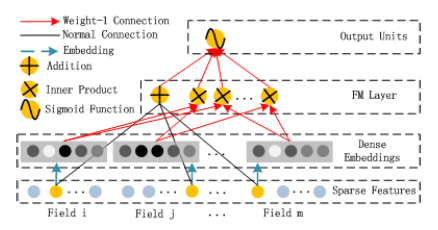 Weight-1 Connection
Normal Connection
Embedding
Addition
Inner Product
Sigmoid Function
Output Units
FM Layer
Dense
Embeddings
Sparse Features
...
...
...
...
...
...
Field i
Field j
...
Field m